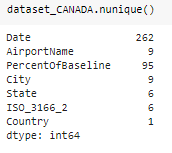 dataset_CANADA.nunique()
Date 262
AirportName 9
PercentOfBaseline 95
City 9
State 6
ISO_3166_2 6
Country 1
dtype: int64